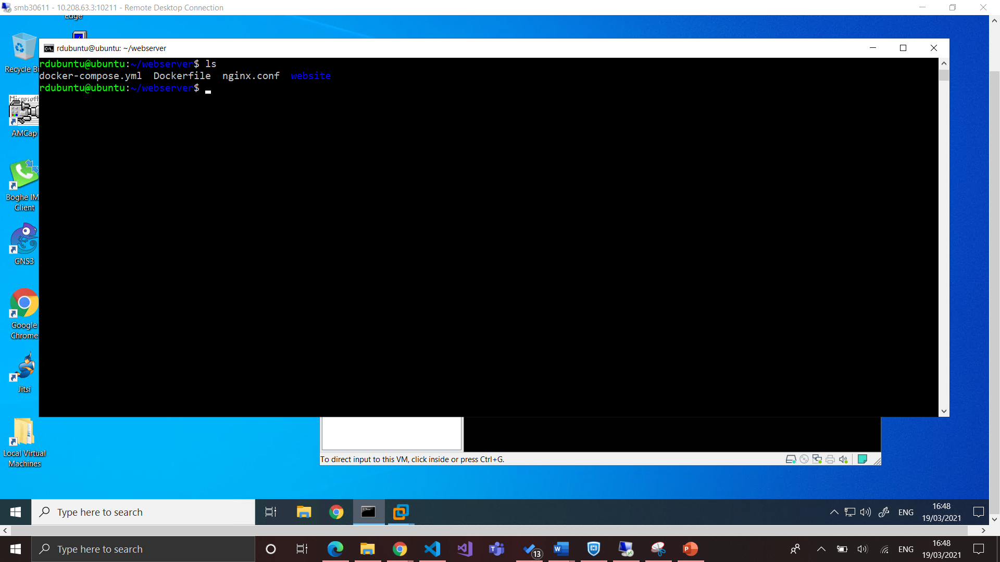 smb30611 - 10.208.63.3:10211 - Remote Desktop Connection
Edge
rdubuntu@ubuntu: ~/webserver
rdubuntu@ubuntu:~/webserver$ ls
docker-compose.yml  Dockerfile  nginx.conf  website
rdubuntu@ubuntu:~/webserver$
Recycle B
Microsoft
AMCap
Boghe IM
Client
GNS3
Google
Chrome
Jitsi
Local Virtual
Machines
To direct input to this VM, click inside or press Ctrl+G.
Type here to search
ENG
16:48
19/03/2021
Type here to search
13
ENG
16:48
19/03/2021